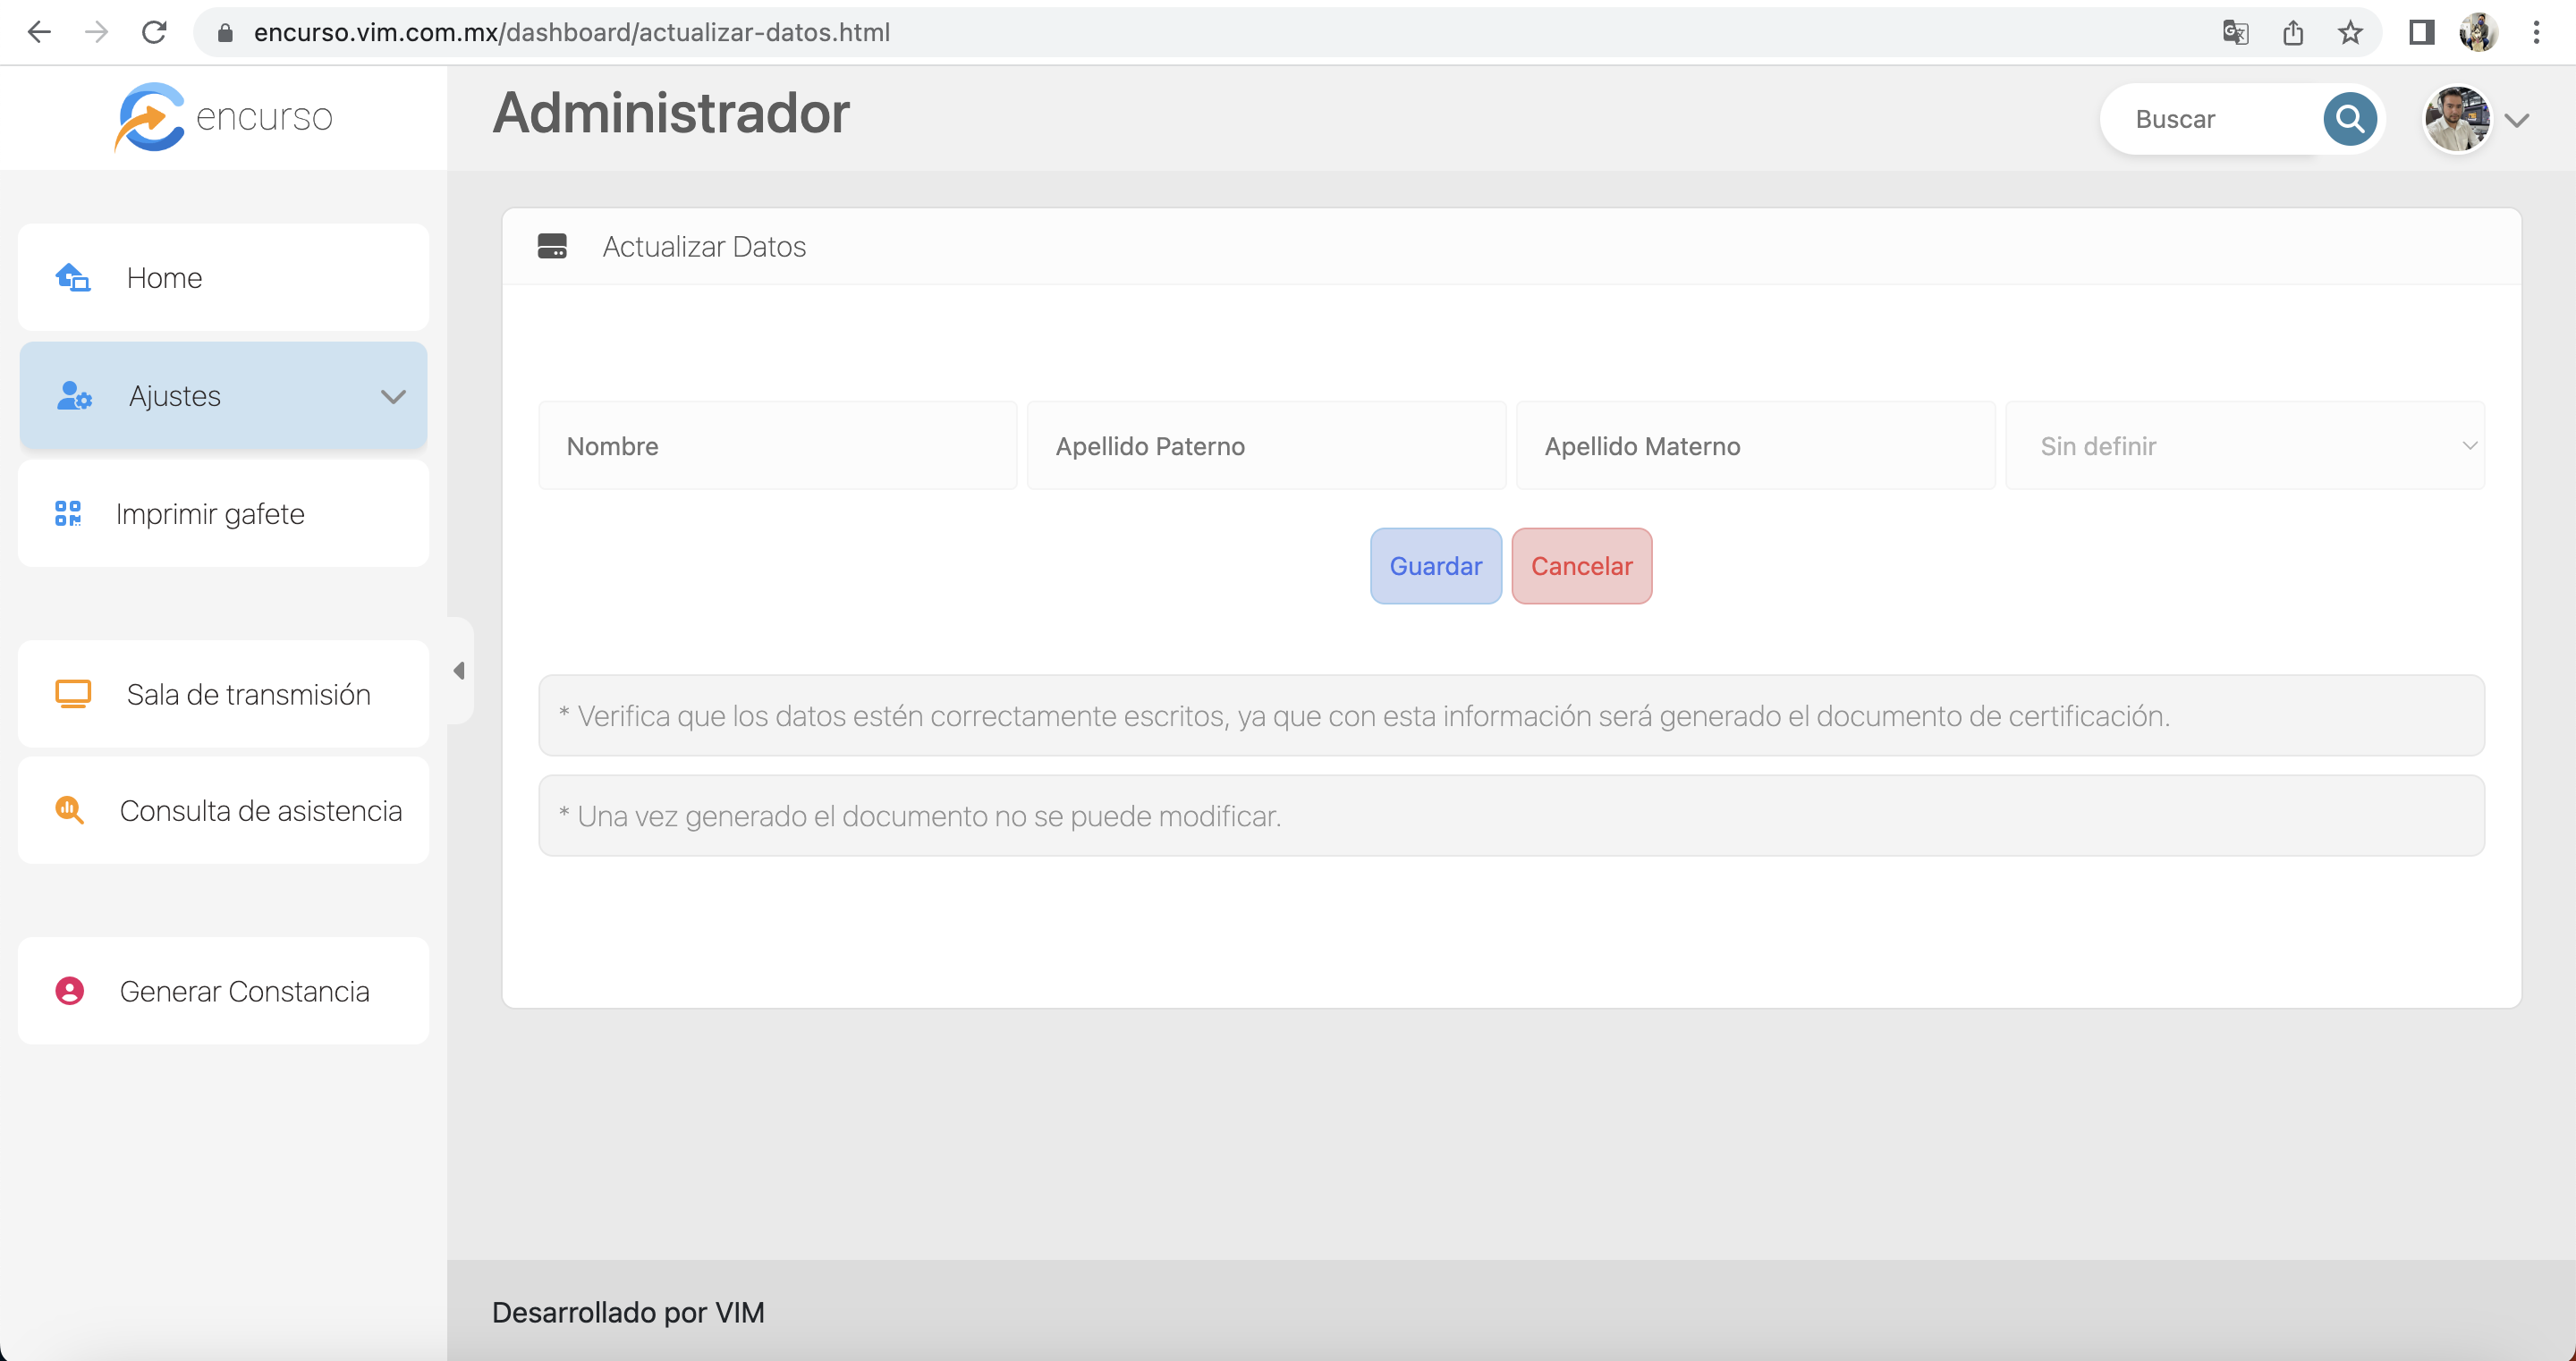 encurso.vim.com.mx/dashboard/actualizar-datos.html
encurso
Administrador
Buscar
Home
Ajustes
Imprimir gafete
Sala de transmisión
Consulta de asistencia
Generar Constancia
Actualizar Datos
Nombre
Apellido Paterno
Apellido Materno
Sin definir
Guardar
Cancelar
* Verifica que los datos estén correctamente escritos, ya que con esta información será generado el documento de certificación.
* Una vez generado el documento no se puede modificar.
Desarrollado por VIM